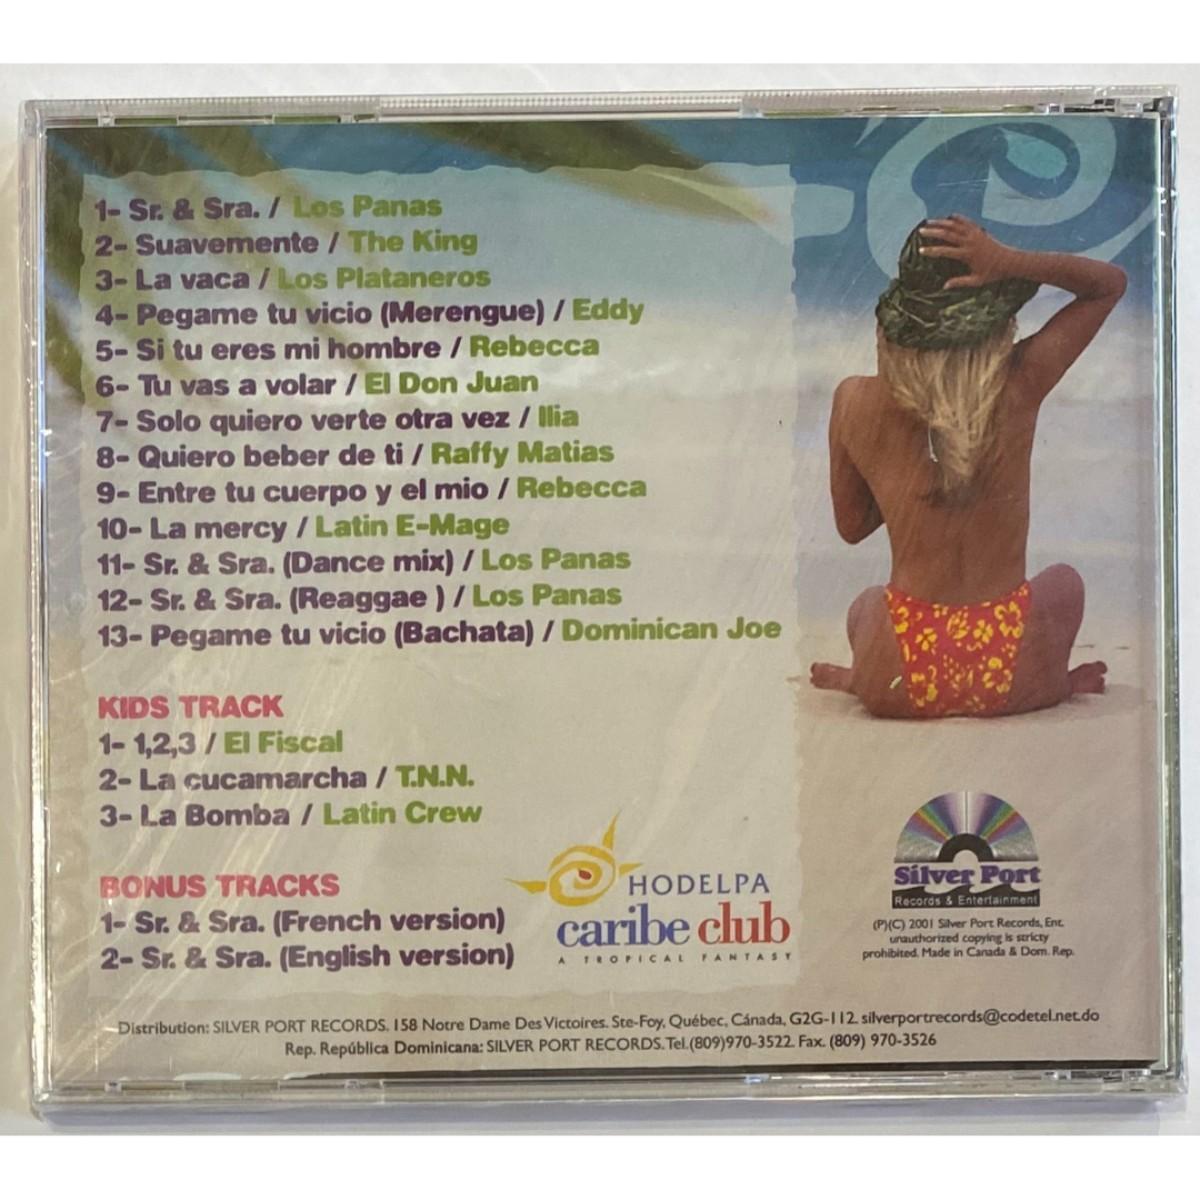 1- Sr. & Sra. / Los Panas
2- Suavemente / The King
3- La vaca / Los Plataneros
4- Pegame tu vicio (Merengue) / Eddy
5- Si tu eres mi hombre / Rebecca
6- Tu vas a volar / El Don Juan
7- Solo quiero verte otra vez / Ilia
8- Quiero beber de ti / Raffy Matias
9- Entre tu cuerpo y el mio / Rebecca
10- La mercy / Latin E-Mage
11- Sr. & Sra. (Dance mix) / Los Panas
12- Sr. & Sra. (Reaggae ) / Los Panas
13- Pegame tu vicio (Bachata) / Dominican Joe
KIDS TRACK
1- 1,2,3 / El Fiscal
2- La cucamarcha / T.N.N.
3- La Bomba / Latin Crew
BONUS TRACKS
1- Sr. & Sra. (French version)
2- Sr. & Sra. (English version)
HODELPA
caribe club
A TROPICAL FANTASY
Silver Port
Records & Entertainment
(P)(C) 2001 Silver Port Records, Ent.
unauthorized copying is stricty
prohibited. Made in Canada & Dom. Rep.
Distribution: SILVER PORT RECORDS. 158 Notre Dame Des Victoires. Ste-Foy, Québec, Cánada, G2G-112. silverportrecords@codetel.net.do
Rep. República Dominicana: SILVER PORT RECORDS. Tel.(809)970-3522. Fax. (809) 970-3526